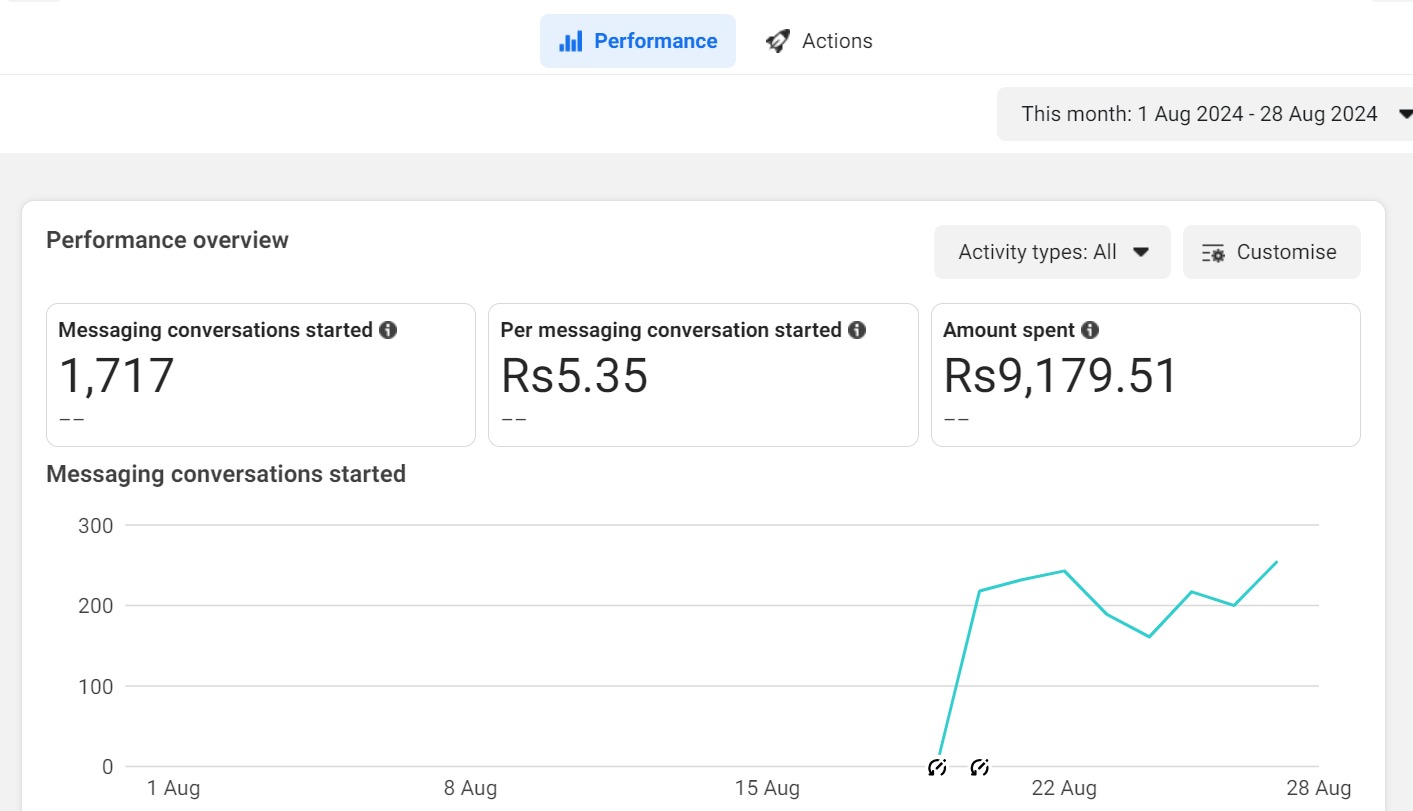 Performance
Actions
This month: 1 Aug 2024 - 28 Aug 2024
Performance overview
Activity types: All
Customise
Messaging conversations started
1,717
--
Per messaging conversation started
Rs5.35
--
Amount spent
Rs9,179.51
--
Messaging conversations started
300
200
100
0
1 Aug
8 Aug
15 Aug
22 Aug
28 Aug